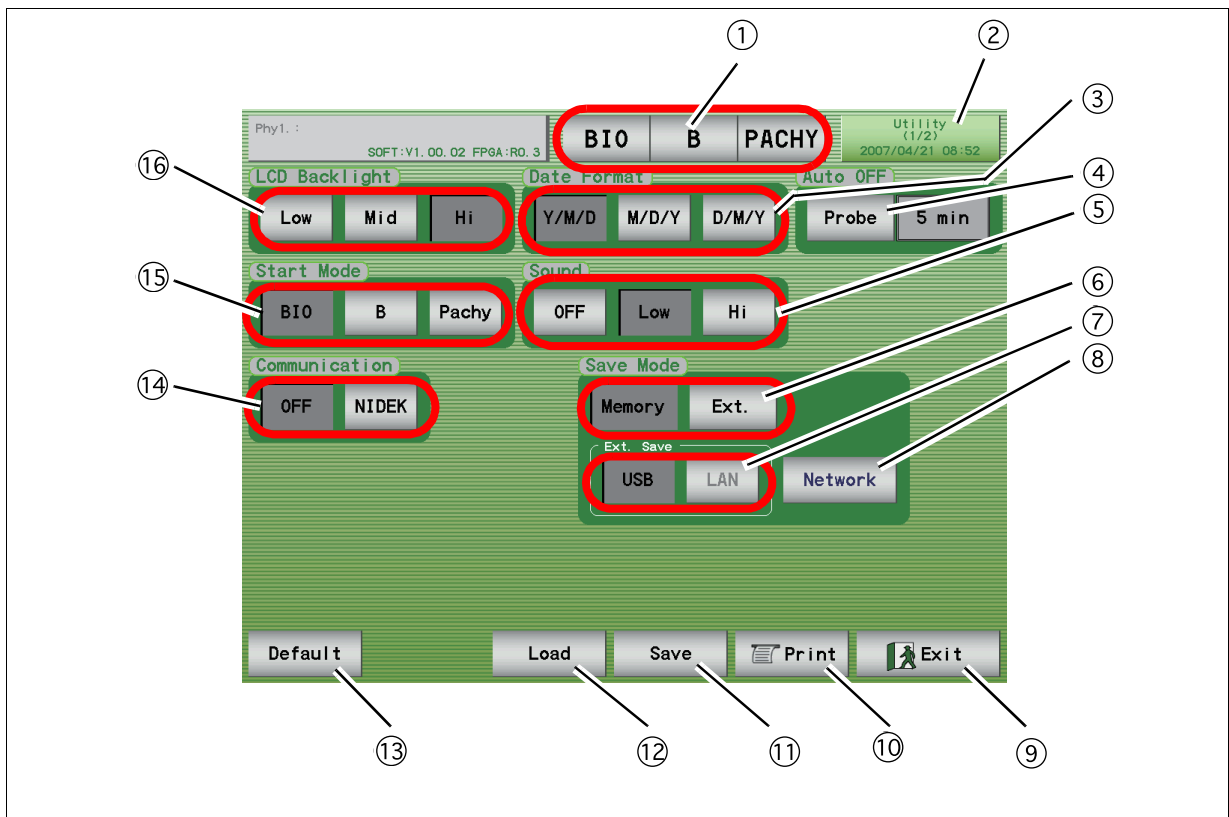 ① ②
③
Phy1. :
SOFT:V1.00.02 FPGA:R0.3
BIO B PACHY
Utility
(1/2)
2007/04/21 08:52
⑯ ④
LCD Backlight Date Format Auto OFF
Low Mid Hi Y/M/D M/D/Y D/M/Y Probe 5 min
⑤
⑮ Start Mode Sound ⑥
BIO B Pachy OFF Low Hi
⑦
⑧
⑭ Communication Save Mode
OFF NIDEK Memory Ext.
Ext. Save
USB LAN Network
Default Load Save Print Exit
⑬ ⑫ ⑪ ⑩ ⑨